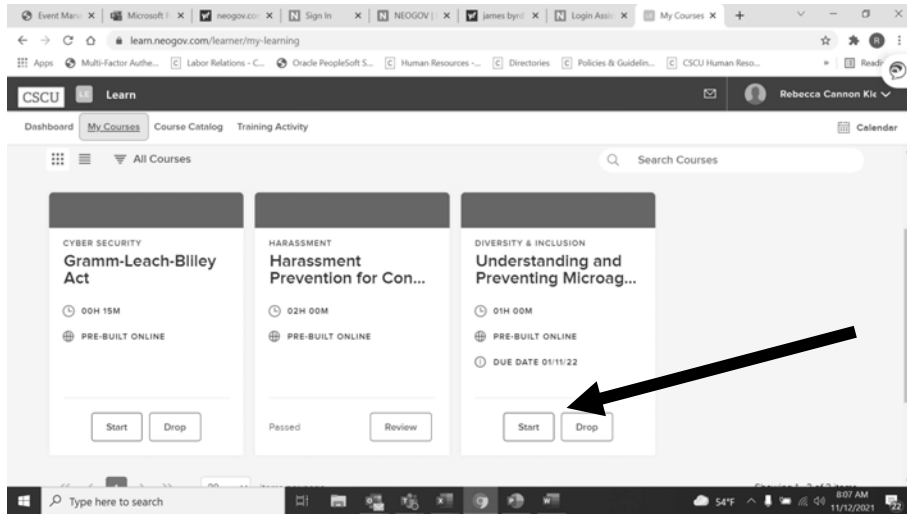 Event Mana
Microsoft F
neogov.cor
Sign In
NEOGOV |
james byrd
Login Assis
My Courses
learn.neogov.com/learner/my-learning
R
Apps
Multi-Factor Authe...
Labor Relations - C...
Oracle PeopleSoft S...
Human Resources -...
Directories
Policies & Guidelin...
CSCU Human Reso...
»
CSCU
LE
Learn
Rebecca Cannon Kle
Dashboard
My Courses
Course Catalog
Training Activity
Calendar
All Courses
Search Courses
CYBER SECURITY
Gramm-Leach-Bliley
Act
00H 15M
PRE-BUILT ONLINE
Start
Drop
HARASSMENT
Harassment
Prevention for Con...
02H 00M
PRE-BUILT ONLINE
Passed
Review
DIVERSITY & INCLUSION
Understanding and
Preventing Microag...
01H 00M
PRE-BUILT ONLINE
DUE DATE 01/11/22
Start
Drop
Type here to search
54°F
8:07 AM
11/12/2021
22